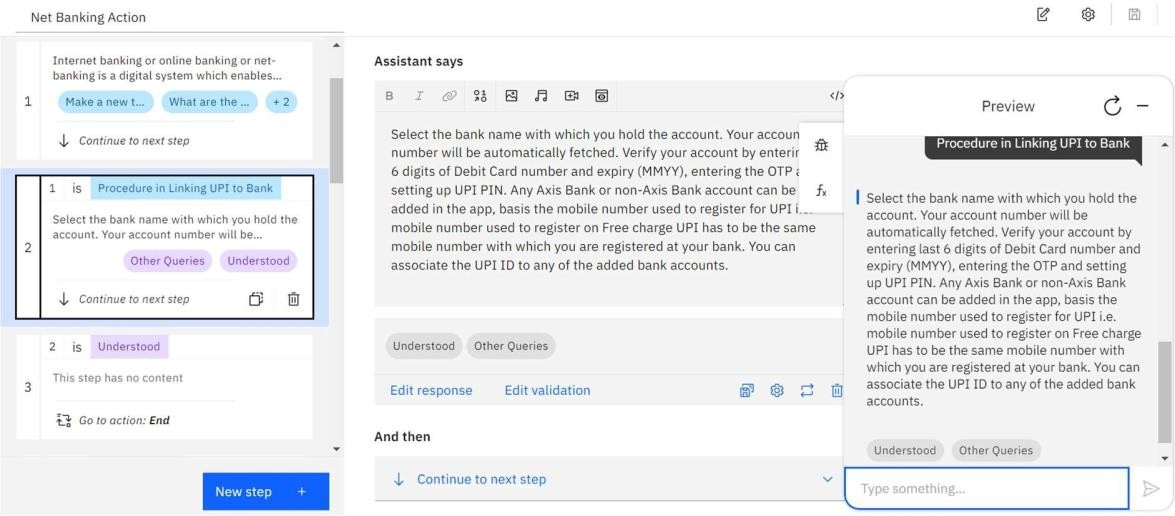 Net Banking Action
Internet banking or online banking or net-
banking is a digital system which enables...
1
Make a new t... What are the ... + 2
Continue to next step
1 is Procedure in Linking UPI to Bank
Select the bank name with which you hold the
account. Your account number will be...
2
Other Queries Understood
Continue to next step
2 is Understood
This step has no content
3
Go to action: End
New step +
Assistant says
B I
</>
Select the bank name with which you hold the account. Your accoun
number will be automatically fetched. Verify your account by enterin
6 digits of Debit Card number and expiry (MMYY), entering the OTP a
setting up UPI PIN. Any Axis Bank or non-Axis Bank account can be
added in the app, basis the mobile number used to register for UPI i.e.
mobile number used to register on Free charge UPI has to be the same
mobile number with which you are registered at your bank. You can
associate the UPI ID to any of the added bank accounts.
fx
Understood Other Queries
Edit response Edit validation
And then
Continue to next step
Preview
Procedure in Linking UPI to Bank
Select the bank name with which you hold the
account. Your account number will be
automatically fetched. Verify your account by
entering last 6 digits of Debit Card number and
expiry (MMYY), entering the OTP and setting
up UPI PIN. Any Axis Bank or non-Axis Bank
account can be added in the app, basis the
mobile number used to register for UPI i.e.
mobile number used to register on Free charge
UPI has to be the same mobile number with
which you are registered at your bank. You can
associate the UPI ID to any of the added bank
accounts.
Understood Other Queries
Type something...